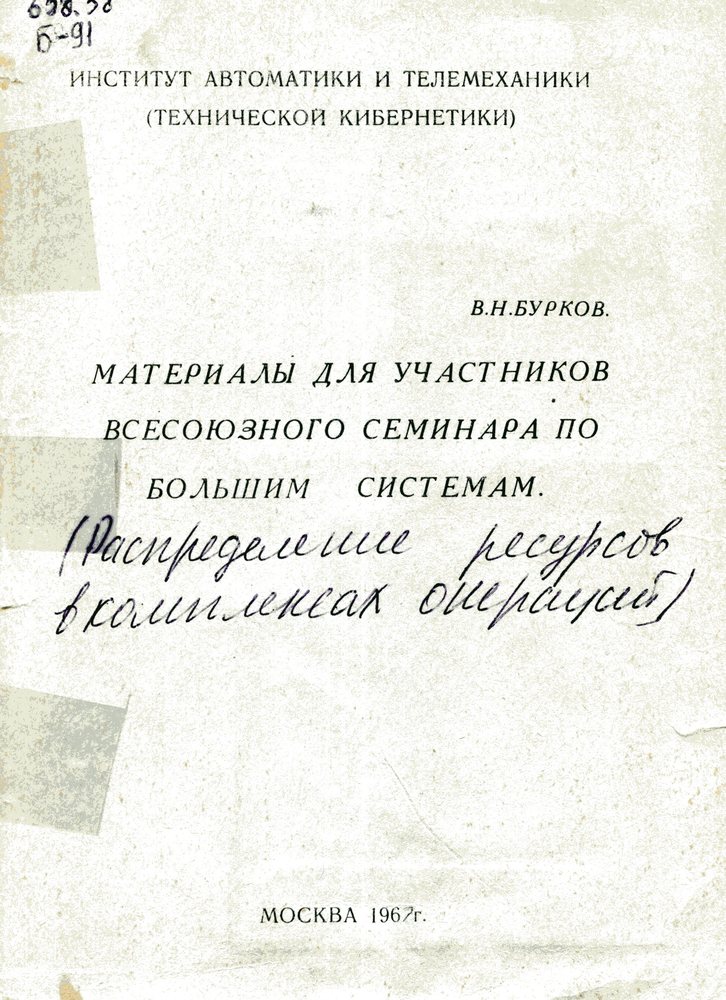 Б-91
ИНСТИТУТ АВТОМАТИКИ И ТЕЛЕМЕХАНИКИ
(ТЕХНИЧЕСКОЙ КИБЕРНЕТИКИ)
В.Н.БУРКОВ.
МАТЕРИАЛЫ ДЛЯ УЧАСТНИКОВ
ВСЕСОЮЗНОГО СЕМИНАРА ПО
БОЛЬШИМ СИСТЕМАМ.
(Распределение ресурсов
в комплексах операций)
МОСКВА 1967г.